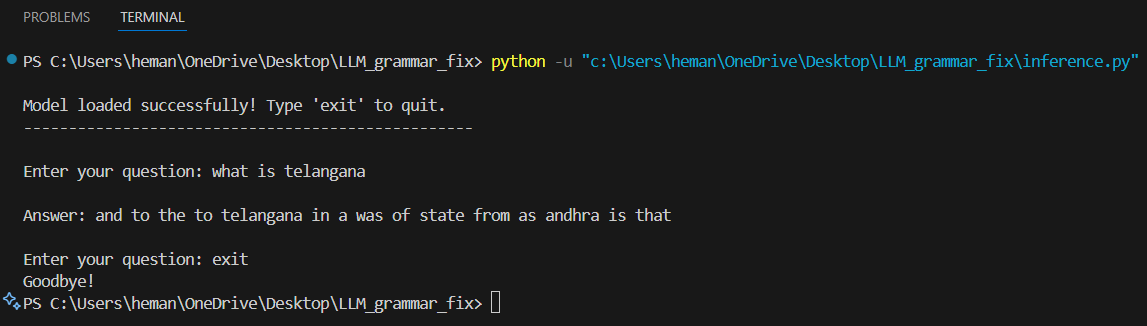 PROBLEMS TERMINAL
PS C:\Users\heman\OneDrive\Desktop\LLM_grammar_fix> python -u "c:\Users\heman\OneDrive\Desktop\LLM_grammar_fix\inference.py"
Model loaded successfully! Type 'exit' to quit.
--------------------------------------------------
Enter your question: what is telangana
Answer: and to the to telangana in a was of state from as andhra is that
Enter your question: exit
Goodbye!
PS C:\Users\heman\OneDrive\Desktop\LLM_grammar_fix>